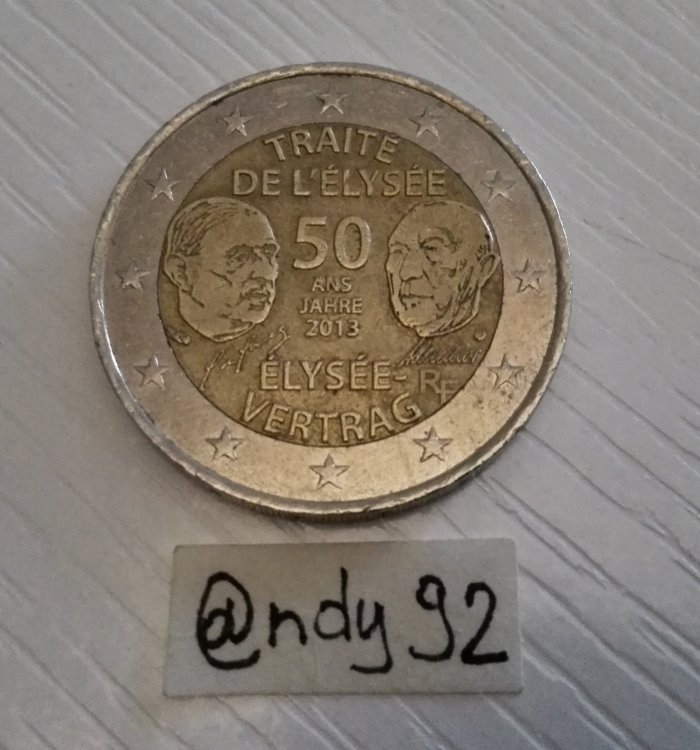 TRAITÉ
DE L'ÉLYSÉE
50
ANS
JAHRE
2013
ÉLYSÉE-
RF
VERTRAG
@ndy92